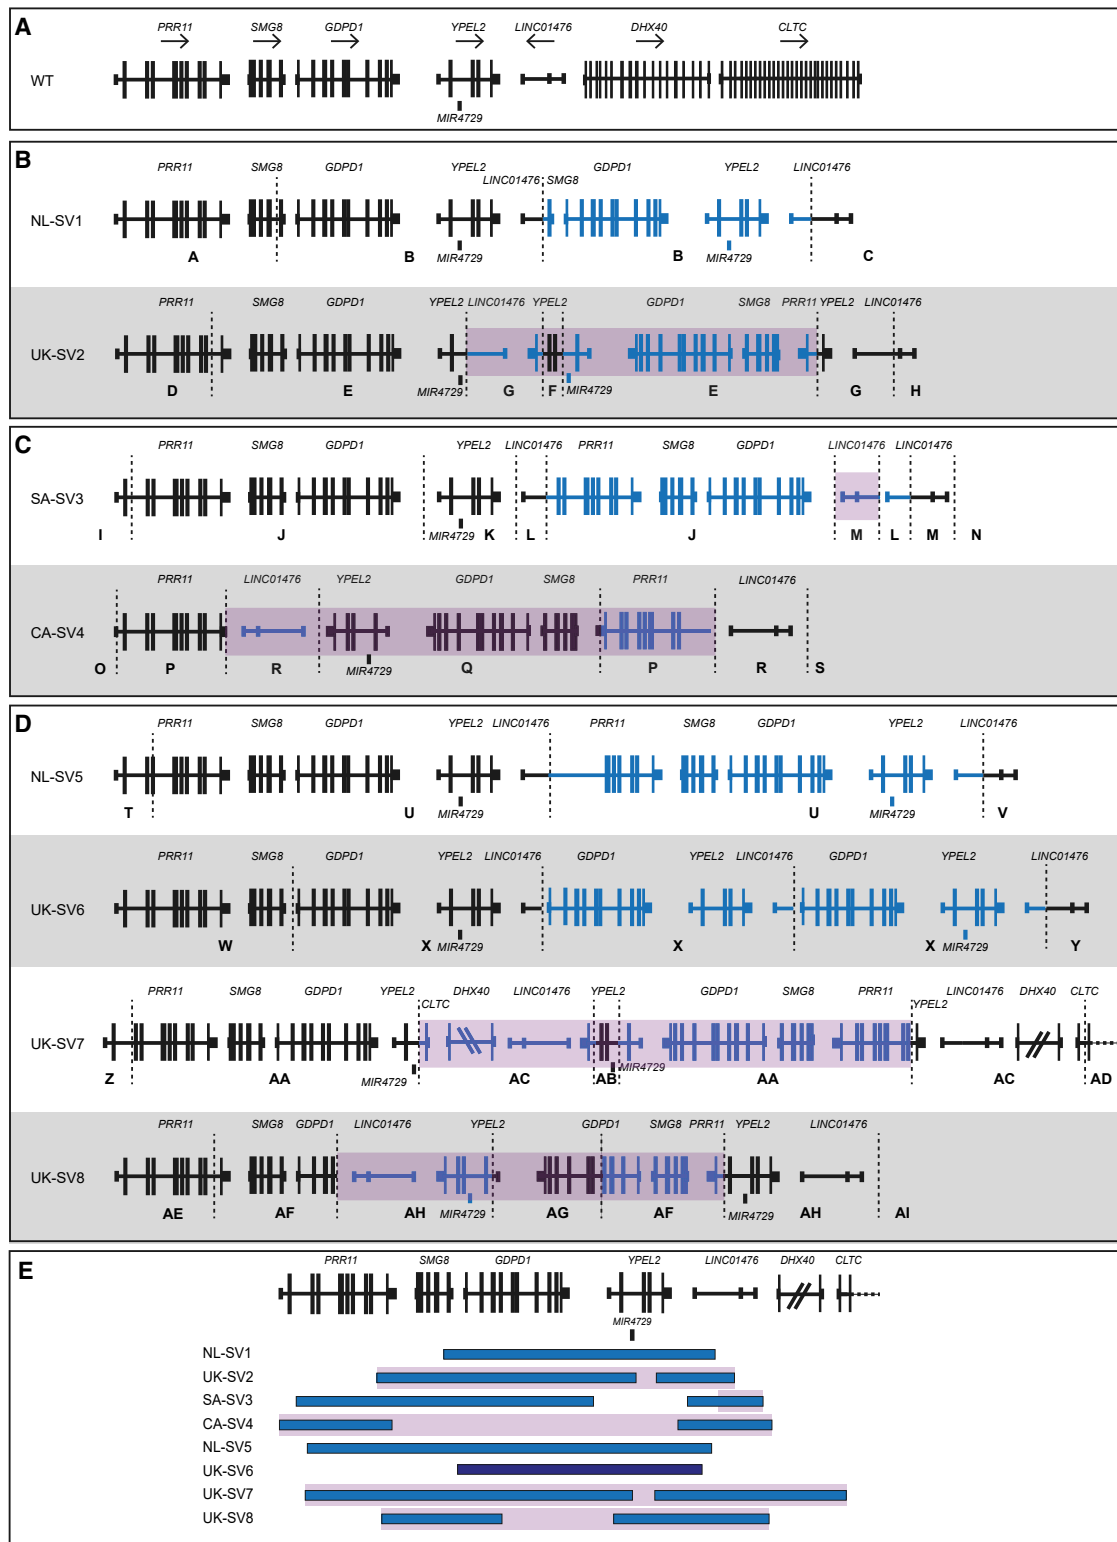 A
PRR11 SMG8 GDPD1 YPEL2 LINC01476 DHX40 CLTC
WT
MIR4729
B
PRR11 SMG8 GDPD1 YPEL2 LINC01476 SMG8 GDPD1 YPEL2 LINC01476
NL-SV1
A B MIR4729 B MIR4729 C
PRR11 SMG8 GDPD1 YPEL2 LINC01476 YPEL2 GDPD1 SMG8 PRR11 YPEL2 LINC01476
UK-SV2
D E MIR4729 G F MIR4729 E G H
C
PRR11 SMG8 GDPD1 YPEL2 LINC01476 PRR11 SMG8 GDPD1 LINC01476 LINC01476
SA-SV3
I J MIR4729 K L J M L M N
PRR11 LINC01476 YPEL2 GDPD1 SMG8 PRR11 LINC01476
CA-SV4
O P R MIR4729 Q P R S
D
PRR11 SMG8 GDPD1 YPEL2 LINC01476 PRR11 SMG8 GDPD1 YPEL2 LINC01476
NL-SV5
T U MIR4729 U MIR4729 V
PRR11 SMG8 GDPD1 YPEL2 LINC01476 GDPD1 YPEL2 LINC01476 GDPD1 YPEL2 LINC01476
UK-SV6
W X MIR4729 X X MIR4729 Y
PRR11 SMG8 GDPD1 YPEL2 CLTC DHX40 LINC01476 YPEL2 GDPD1 SMG8 PRR11 YPEL2 LINC01476 DHX40 CLTC
UK-SV7
Z AA MIR4729 AC AB MIR4729 AA AC AD
PRR11 SMG8 GDPD1 LINC01476 YPEL2 GDPD1 SMG8 PRR11 YPEL2 LINC01476
UK-SV8
AE AF AH MIR4729 AG AF MIR4729 AH AI
E
PRR11 SMG8 GDPD1 YPEL2 LINC01476 DHX40 CLTC
MIR4729
NL-SV1
UK-SV2
SA-SV3
CA-SV4
NL-SV5
UK-SV6
UK-SV7
UK-SV8